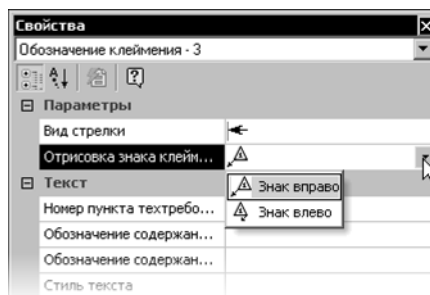 Свойства
Обозначение клеймения - 3
Параметры
Вид стрелки
Отрисовка знака клейм...
Знак вправо
Текст
Знак влево
Номер пункта техтребо...
Обозначение содержан...
Обозначение содержан...
Стиль текста